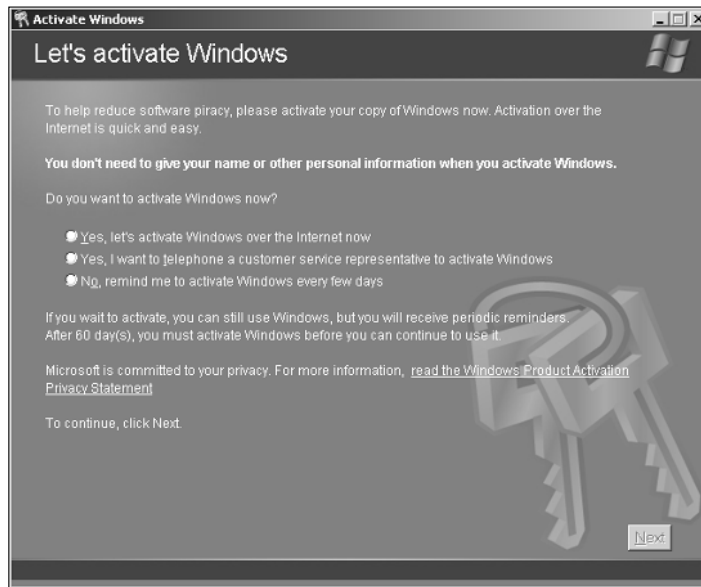 Activate Windows
Let's activate Windows
To help reduce software piracy, please activate your copy of Windows now. Activation over the
Internet is quick and easy.
You don't need to give your name or other personal information when you activate Windows.
Do you want to activate Windows now?
Yes, let's activate Windows over the Internet now
Yes, I want to telephone a customer service representative to activate Windows
No, remind me to activate Windows every few days
If you wait to activate, you can still use Windows, but you will receive periodic reminders.
After 60 day(s), you must activate Windows before you can continue to use it.
Microsoft is committed to your privacy. For more information, read the Windows Product Activation
Privacy Statement
To continue, click Next.
Next